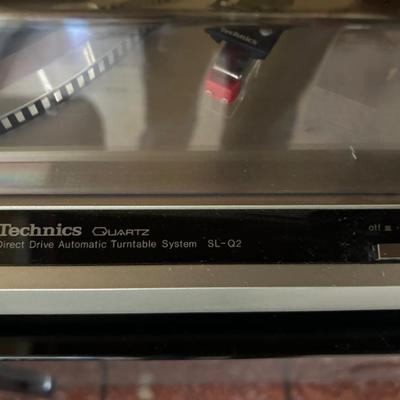 Technics
Technics QUARTZ
Direct Drive Automatic Turntable System SL-Q2
off